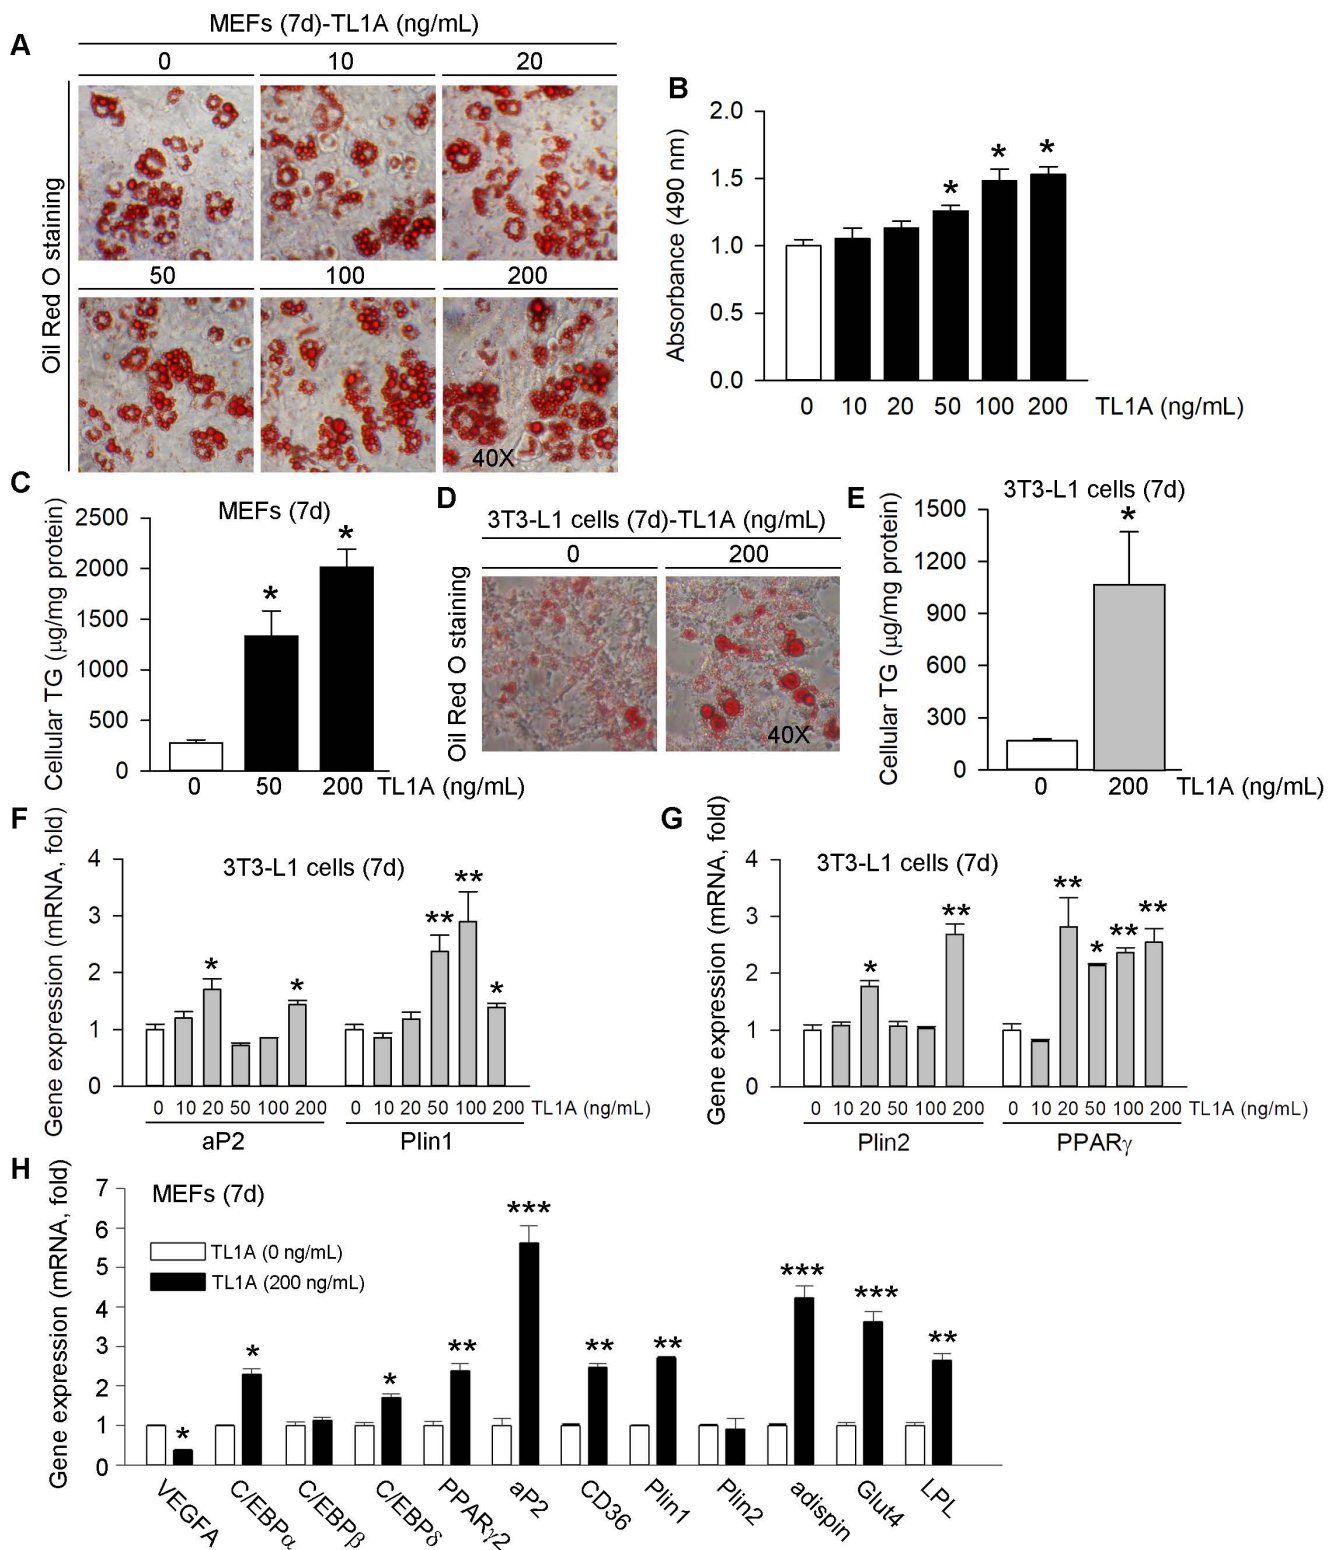 A
MEFs (7d)-TL1A (ng/mL)
0 10 20
Oil Red O staining
50 100 200
40X
B
Absorbance (490 nm)
2.0
1.5
1.0
0.5
0.0
* * *
0 10 20 50 100 200 TL1A (ng/mL)
C
MEFs (7d)
Cellular TG (μg/mg protein)
2500
2000
1500
1000
500
0
* *
0 50 200 TL1A (ng/mL)
D
3T3-L1 cells (7d)-TL1A (ng/mL)
0 200
Oil Red O staining
40X
E
3T3-L1 cells (7d)
Cellular TG (μg/mg protein)
1500
1200
900
600
300
0
*
0 200 TL1A (ng/mL)
F
Gene expression (mRNA, fold)
3T3-L1 cells (7d)
4
3
2
1
0
* * ** ** *
0 10 20 50 100 200 0 10 20 50 100 200 TL1A (ng/mL)
aP2 Plin1
G
Gene expression (mRNA, fold)
3T3-L1 cells (7d)
4
3
2
1
0
* ** ** * ** **
0 10 20 50 100 200 0 10 20 50 100 200 TL1A (ng/mL)
Plin2 PPARγ
H
Gene expression (mRNA, fold)
MEFs (7d)
TL1A (0 ng/mL)
TL1A (200 ng/mL)
7
6
5
4
3
2
1
0
* * * ** *** ** ** *** *** **
VEGFA C/EBPα C/EBPβ C/EBPδ PPARγ2 aP2 CD36 Plin1 Plin2 adispin Glut4 LPL